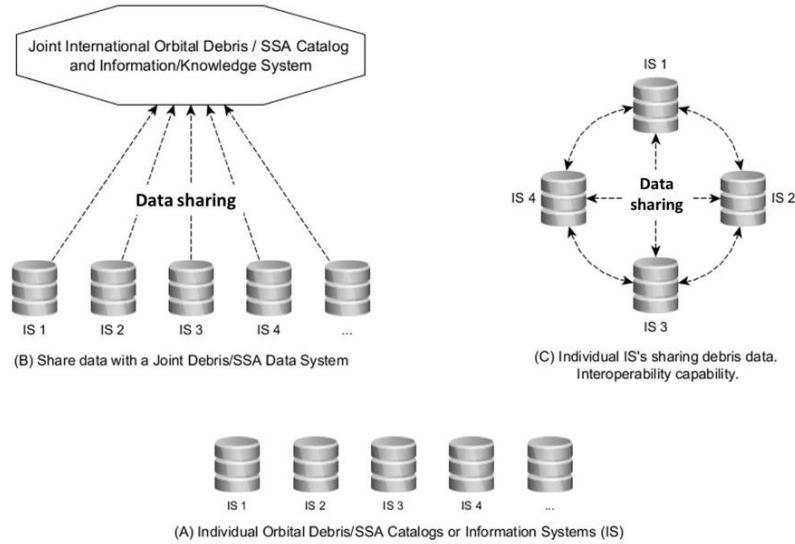 Joint International Orbital Debris / SSA Catalog
and Information/Knowledge System
Data sharing
IS 1
IS 2
IS 3
IS 4
...
(B) Share data with a Joint Debris/SSA Data System
IS 1
IS 4
Data
sharing
IS 2
IS 3
(C) Individual IS's sharing debris data.
Interoperability capability.
IS 1
IS 2
IS 3
IS 4
...
(A) Individual Orbital Debris/SSA Catalogs or Information Systems (IS)